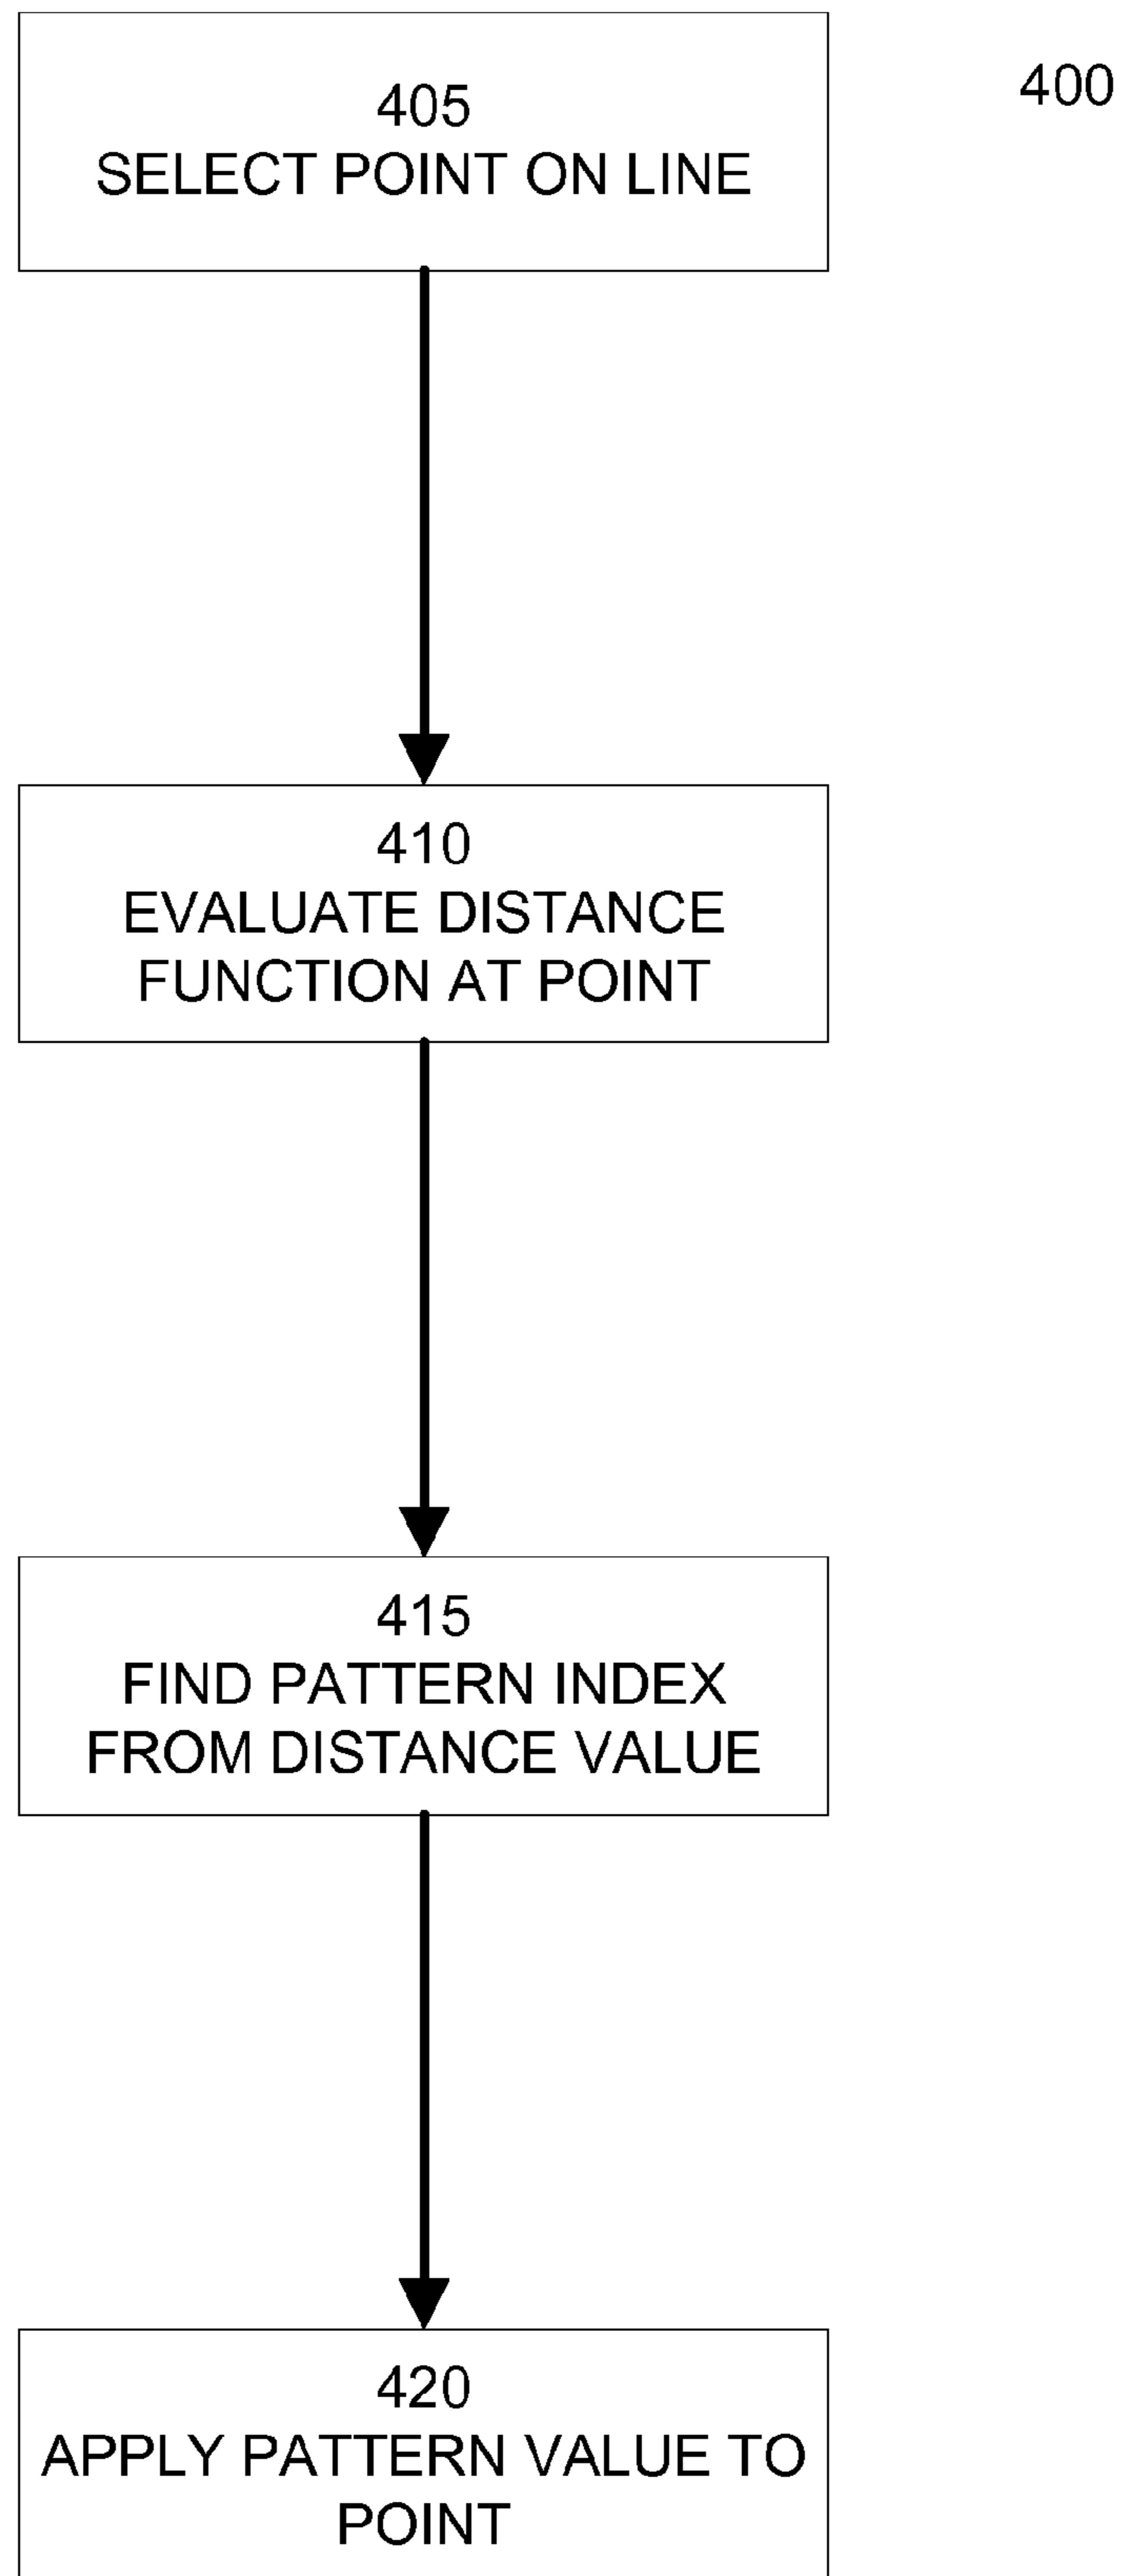 400
405
SELECT POINT ON LINE
410
EVALUATE DISTANCE
FUNCTION AT POINT
415
FIND PATTERN INDEX
FROM DISTANCE VALUE
420
APPLY PATTERN VALUE TO
POINT